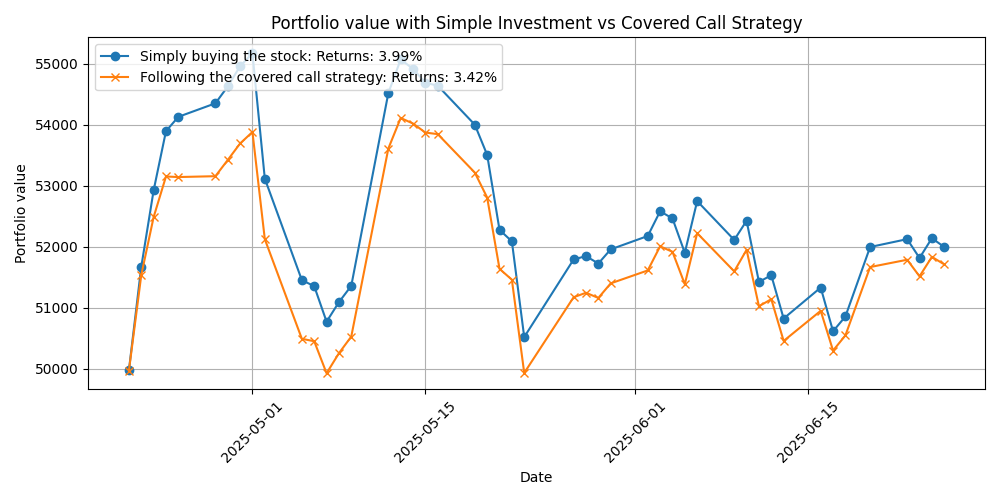 Portfolio value with Simple Investment vs Covered Call Strategy
Simply buying the stock: Returns: 3.99%
Following the covered call strategy: Returns: 3.42%
Portfolio value
55000
54000
53000
52000
51000
50000
2025-05-01
2025-05-15
2025-06-01
2025-06-15
Date